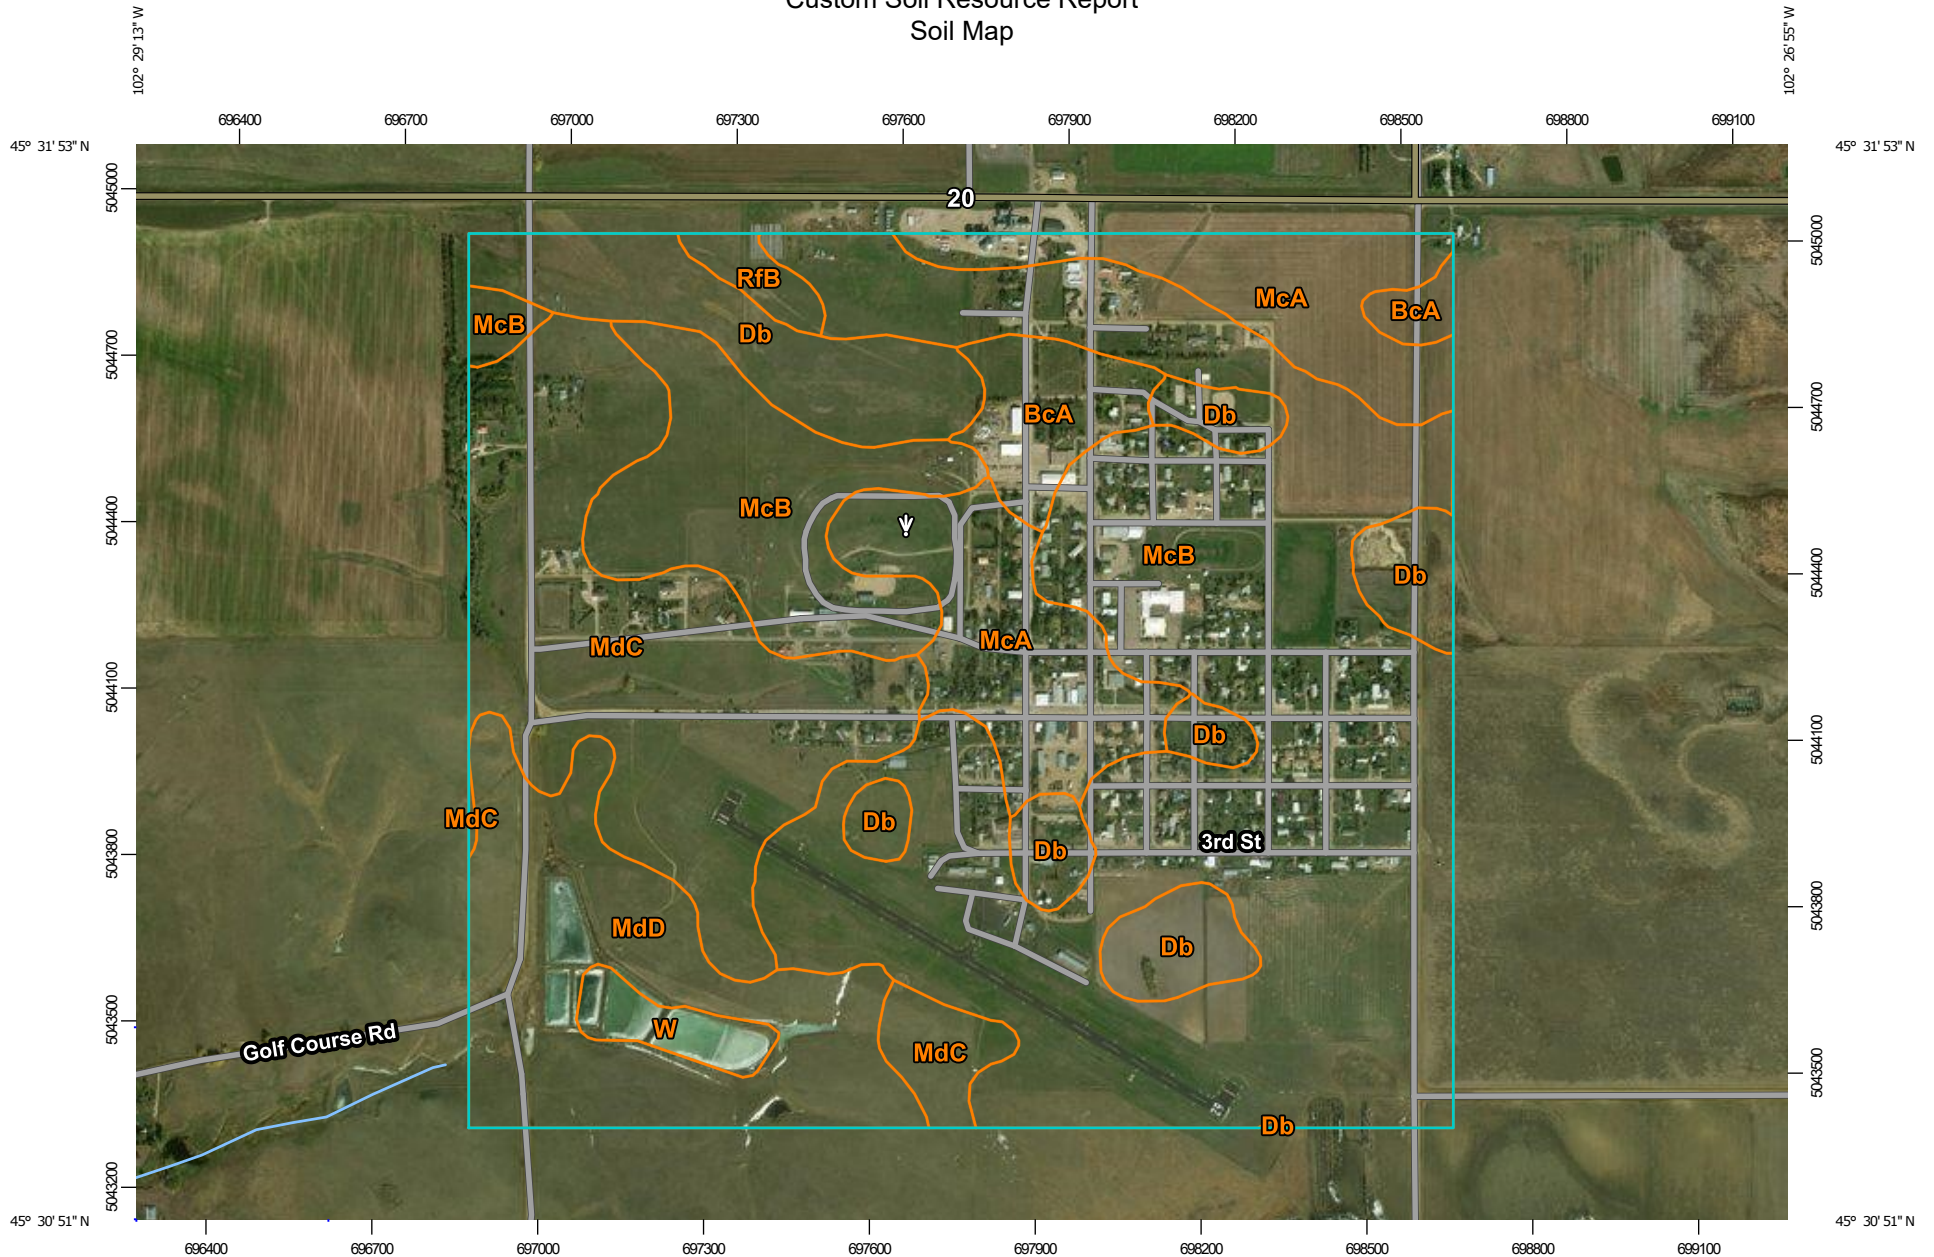 Custom Soil Resource Report
Soil Map
102° 29' 13'' W
102° 26' 55'' W
696400 696700 697000 697300 697600 697900 698200 698500 698800 699100
45° 31' 53'' N
45° 31' 53'' N
5045000
5045000
20
RfB
McA
BcA
McB
Db
5044700
5044700
BcA
Db
McB
5044400
5044400
McB
Db
McA
MdC
5044100
5044100
Db
MdC
Db
Db
3rd St
5043800
5043800
MdD
Db
11
5043500
5043500
W
Golf Course Rd
MdC
29
Db
5043200
45° 30' 51'' N
45° 30' 51'' N
696400 696700 697000 697300 697600 697900 698200 698500 698800 699100